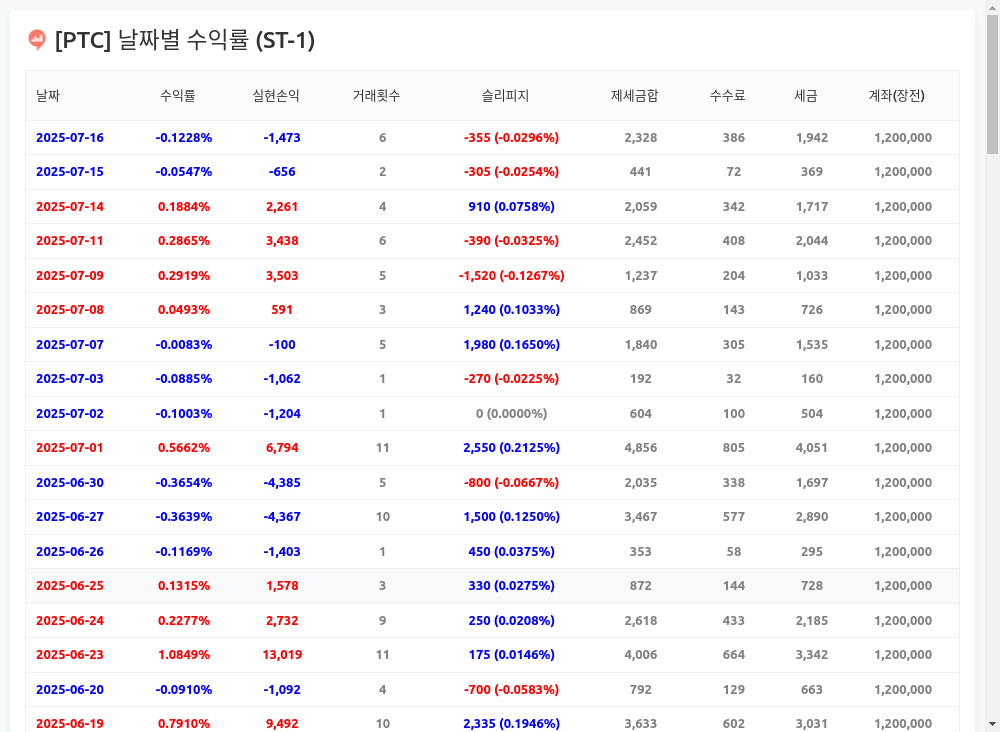 [PTC] 날짜별 수익률 (ST-1)
날짜 수익률 실현손익 거래횟수 슬리피지 제세금합 수수료 세금 계좌(장전)
2025-07-16 -0.1228% -1,473 6 -355 (-0.0296%) 2,328 386 1,942 1,200,000
2025-07-15 -0.0547% -656 2 -305 (-0.0254%) 441 72 369 1,200,000
2025-07-14 0.1884% 2,261 4 910 (0.0758%) 2,059 342 1,717 1,200,000
2025-07-11 0.2865% 3,438 6 -390 (-0.0325%) 2,452 408 2,044 1,200,000
2025-07-09 0.2919% 3,503 5 -1,520 (-0.1267%) 1,237 204 1,033 1,200,000
2025-07-08 0.0493% 591 3 1,240 (0.1033%) 869 143 726 1,200,000
2025-07-07 -0.0083% -100 5 1,980 (0.1650%) 1,840 305 1,535 1,200,000
2025-07-03 -0.0885% -1,062 1 -270 (-0.0225%) 192 32 160 1,200,000
2025-07-02 -0.1003% -1,204 1 0 (0.0000%) 604 100 504 1,200,000
2025-07-01 0.5662% 6,794 11 2,550 (0.2125%) 4,856 805 4,051 1,200,000
2025-06-30 -0.3654% -4,385 5 -800 (-0.0667%) 2,035 338 1,697 1,200,000
2025-06-27 -0.3639% -4,367 10 1,500 (0.1250%) 3,467 577 2,890 1,200,000
2025-06-26 -0.1169% -1,403 1 450 (0.0375%) 353 58 295 1,200,000
2025-06-25 0.1315% 1,578 3 330 (0.0275%) 872 144 728 1,200,000
2025-06-24 0.2277% 2,732 9 250 (0.0208%) 2,618 433 2,185 1,200,000
2025-06-23 1.0849% 13,019 11 175 (0.0146%) 4,006 664 3,342 1,200,000
2025-06-20 -0.0910% -1,092 4 -700 (-0.0583%) 792 129 663 1,200,000
2025-06-19 0.7910% 9,492 10 2,335 (0.1946%) 3,633 602 3,031 1,200,000